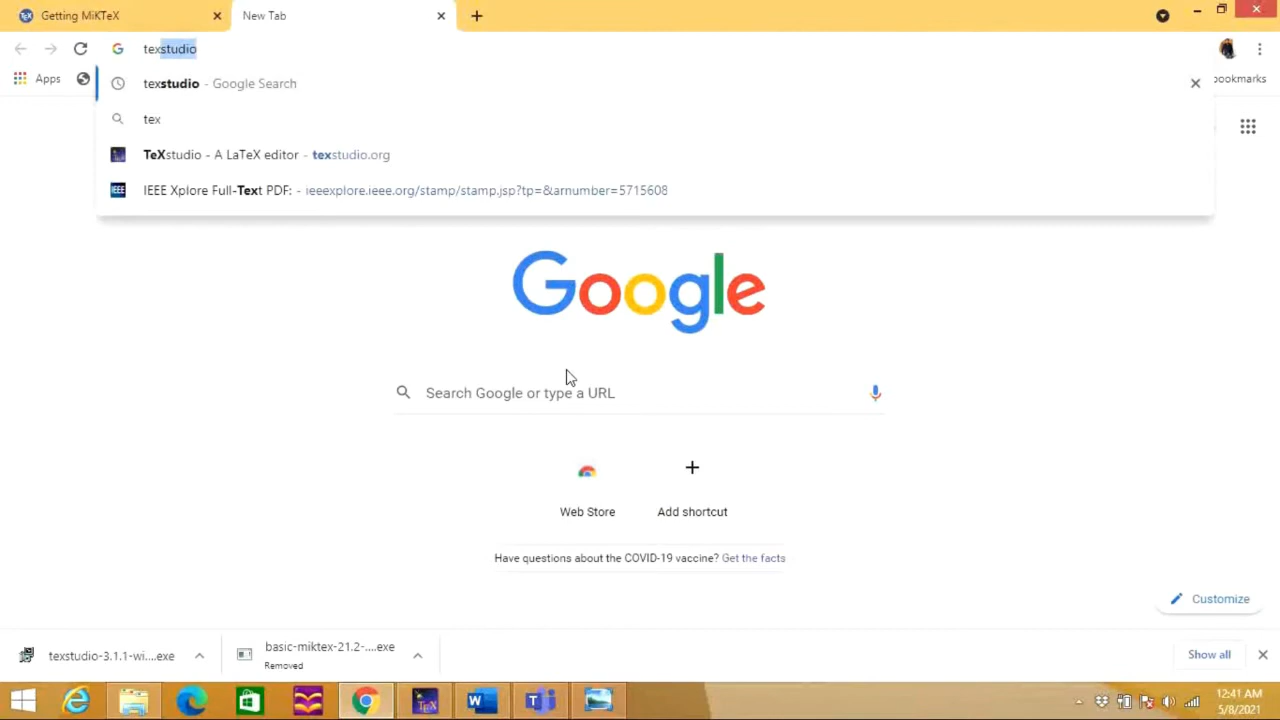 Getting MiKTeX
New Tab
texstudio
Apps
bookmarks
texstudio - Google Search
tex
TeXstudio - A LaTeX editor - texstudio.org
IEEE Xplore Full-Text PDF: - ieeexplore.ieee.org/stamp/stamp.jsp?tp=&arnumber=5715608
Google
Search Google or type a URL
Web Store
Add shortcut
Have questions about the COVID-19 vaccine? Get the facts
Customize
texstudio-3.1.1-wi....exe
basic-miktex-21.2-....exe
Removed
Show all
12:41 AM
5/8/2021